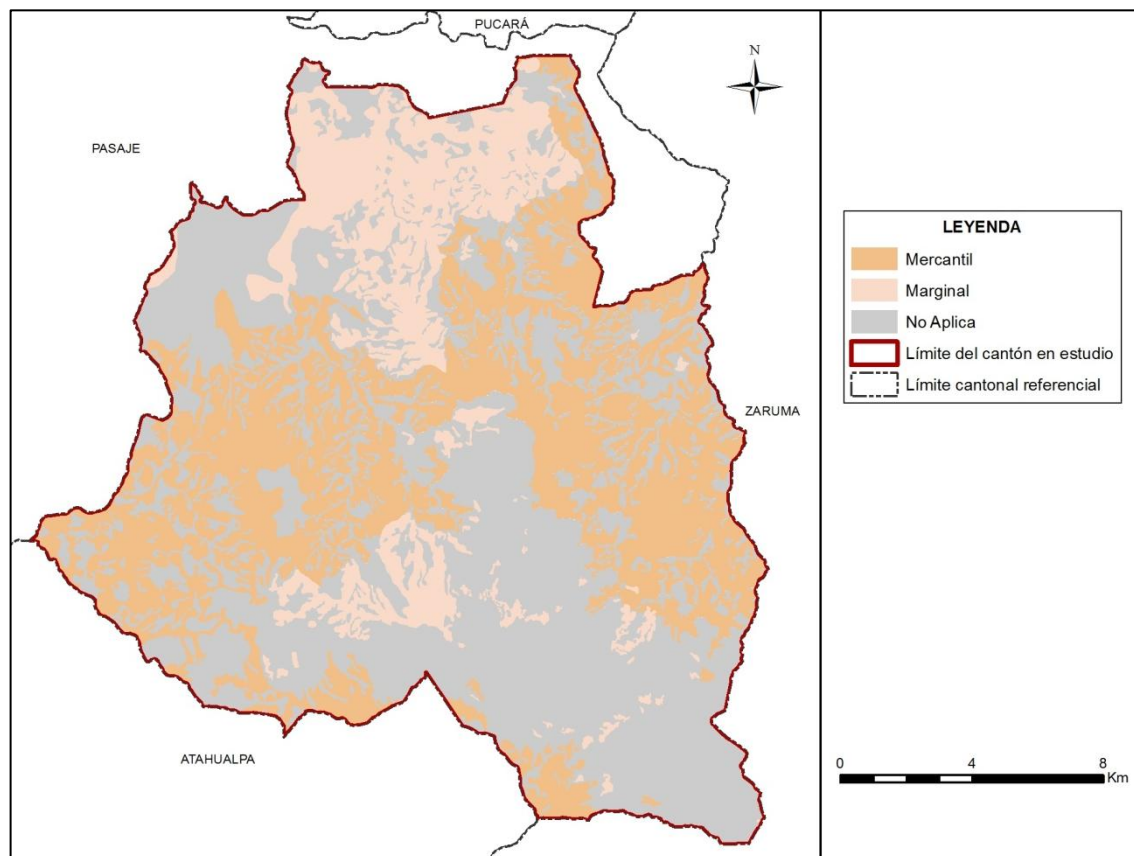 PUCARÁ
N
PASAJE
ZARUMA
ATAHUALPA
LEYENDA
Mercantil
Marginal
No Aplica
Límite del cantón en estudio
Límite cantonal referencial
0 4 8
Km